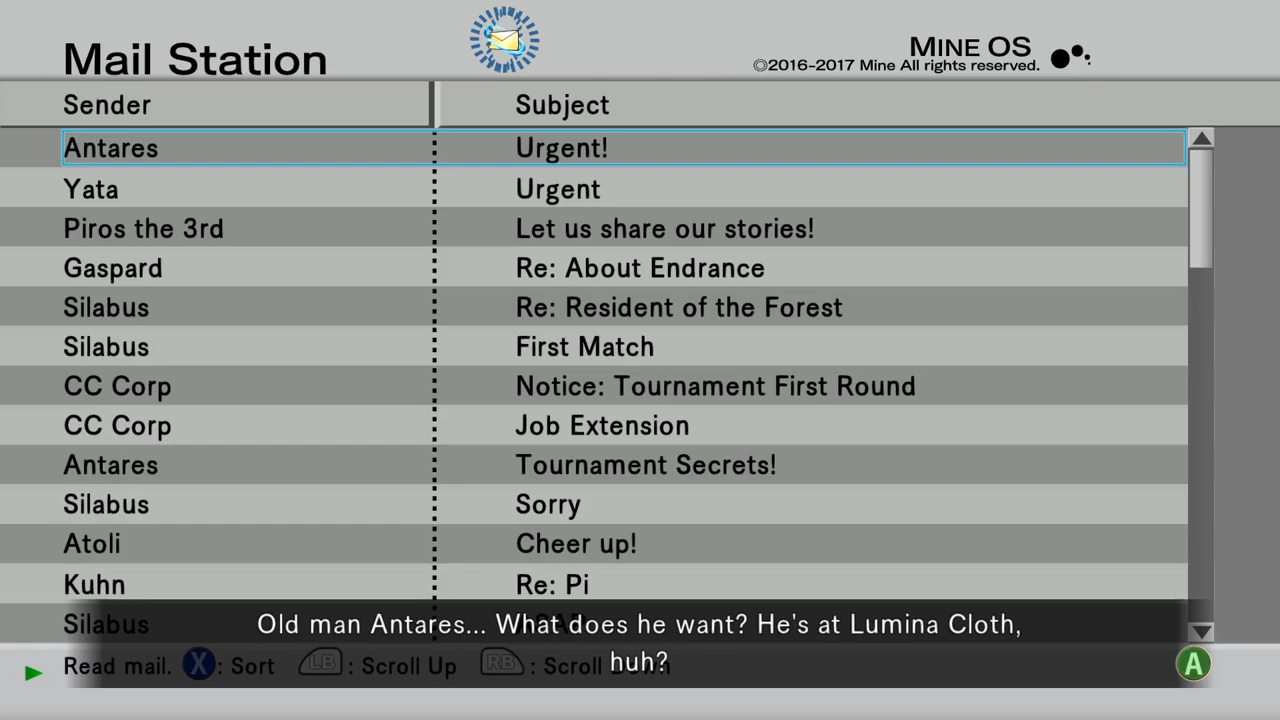 Mail Station
MINE OS
©2016-2017 Mine All rights reserved.
Sender Subject
Antares Urgent!
Yata Urgent
Piros the 3rd Let us share our stories!
Gaspard Re: About Endrance
Silabus Re: Resident of the Forest
Silabus First Match
CC Corp Notice: Tournament First Round
CC Corp Job Extension
Antares Tournament Secrets!
Silabus Sorry
Atoli Cheer up!
Kuhn Re: Pi
Silabus
Old man Antares... What does he want? He's at Lumina Cloth,
huh?
Read mail. X : Sort LB : Scroll Up RB : Scroll Down
A